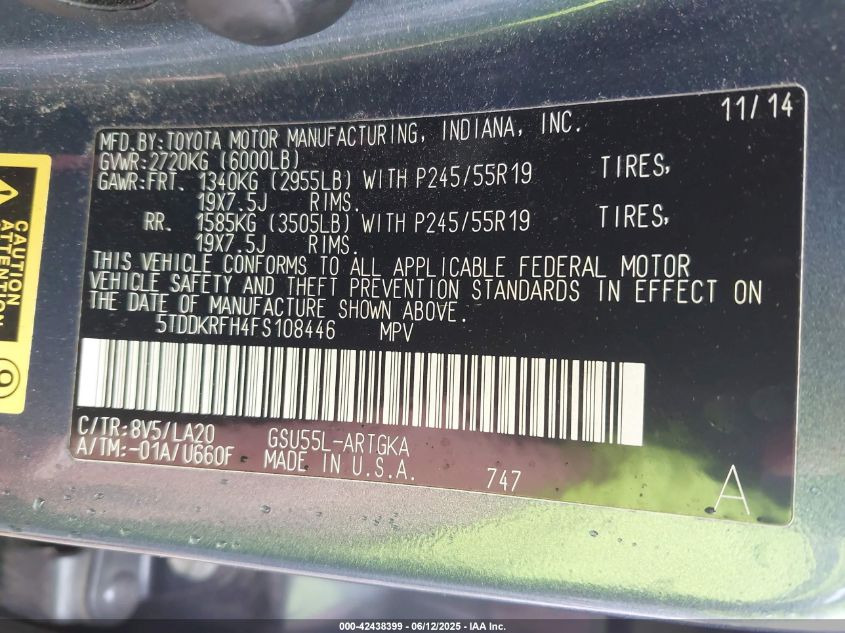 11/14
MFD.BY:TOYOTA MOTOR MANUFACTURING, INDIANA, INC.
GVWR:2720KG (6000LB)
GAWR:FRT. 1340KG (2955LB) WITH P245/55R19 TIRES,
19X7.5J RIMS.
RR. 1585KG (3505LB) WITH P245/55R19 TIRES,
19X7.5J RIMS.
THIS VEHICLE CONFORMS TO ALL APPLICABLE FEDERAL MOTOR
VEHICLE SAFETY AND THEFT PREVENTION STANDARDS IN EFFECT ON
THE DATE OF MANUFACTURE SHOWN ABOVE.
5TDDKRFH4FS108446 MPV
C/TR:8V5/LA20 GSU55L-ARTGKA
A/TM:-01A/U660F MADE IN U.S.A. 747 A
CAUTION
ATTENTION
000-42438399 - 06/12/2025 - IAA Inc.